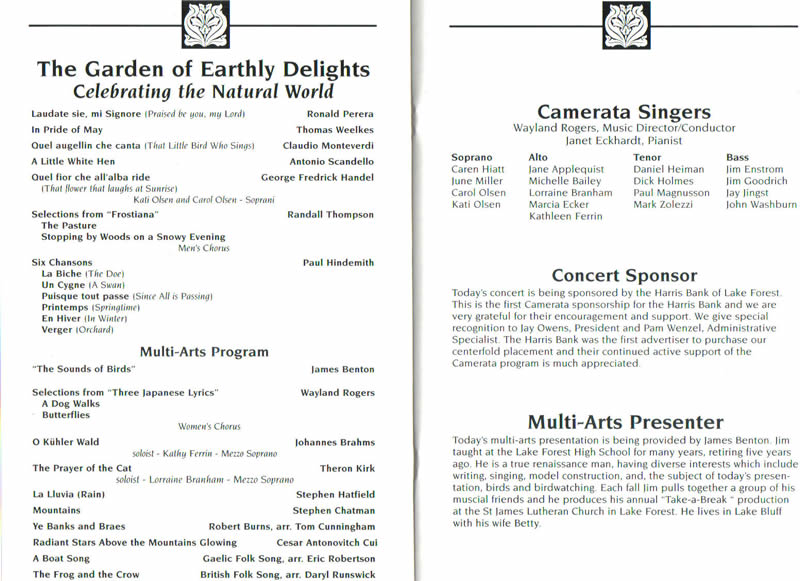 The Garden of Earthly Delights
Celebrating the Natural World
Laudate sie, mi Signore (Praised be you, my Lord) Ronald Perera
In Pride of May Thomas Weelkes
Quel augellin che canta (That Little Bird Who Sings) Claudio Monteverdi
A Little White Hen Antonio Scandello
Quel fior che all'alba ride George Fredrick Handel
(That flower that laughs at Sunrise)
Kati Olsen and Carol Olsen - Soprani
Selections from "Frostiana" Randall Thompson
The Pasture
Stopping by Woods on a Snowy Evening
Men's Chorus
Six Chansons Paul Hindemith
La Biche (The Doe)
Un Cygne (A Swan)
Puisque tout passe (Since All is Passing)
Printemps (Springtime)
En Hiver (In Winter)
Verger (Orchard)
Multi-Arts Program
"The Sounds of Birds" James Benton
Selections from "Three Japanese Lyrics" Wayland Rogers
A Dog Walks
Butterflies
Women's Chorus
O Kühler Wald Johannes Brahms
soloist - Kathy Ferrin - Mezzo Soprano
The Prayer of the Cat Theron Kirk
soloist - Lorraine Branham - Mezzo Soprano
La Lluvia (Rain) Stephen Hatfield
Mountains Stephen Chatman
Ye Banks and Braes Robert Burns, arr. Tom Cunningham
Radiant Stars Above the Mountains Glowing Cesar Antonovitch Cui
A Boat Song Gaelic Folk Song, arr. Eric Robertson
The Frog and the Crow British Folk Song, arr. Daryl Runswick
Camerata Singers
Wayland Rogers, Music Director/Conductor
Janet Eckhardt, Pianist
Soprano Alto Tenor Bass
Caren Hiatt Jane Applequist Daniel Heiman Jim Enstrom
June Miller Michelle Bailey Dick Holmes Jim Goodrich
Carol Olsen Lorraine Branham Paul Magnusson Jay Jingst
Kati Olsen Marcia Ecker Mark Zolezzi John Washburn
Kathleen Ferrin
Concert Sponsor
Today's concert is being sponsored by the Harris Bank of Lake Forest.
This is the first Camerata sponsorship for the Harris Bank and we are
very grateful for their encouragement and support. We give special
recognition to Jay Owens, President and Pam Wenzel, Administrative
Specialist. The Harris Bank was the first advertiser to purchase our
centerfold placement and their continued active support of the
Camerata program is much appreciated.
Multi-Arts Presenter
Today's multi-arts presentation is being provided by James Benton. Jim
taught at the Lake Forest High School for many years, retiring five years
ago. He is a true renaissance man, having diverse interests which include
writing, singing, model construction, and, the subject of today's presen-
tation, birds and birdwatching. Each fall Jim pulls together a group of his
muscial friends and he produces his annual "Take-a-Break " production
at the St James Lutheran Church in Lake Forest. He lives in Lake Bluff
with his wife Betty.